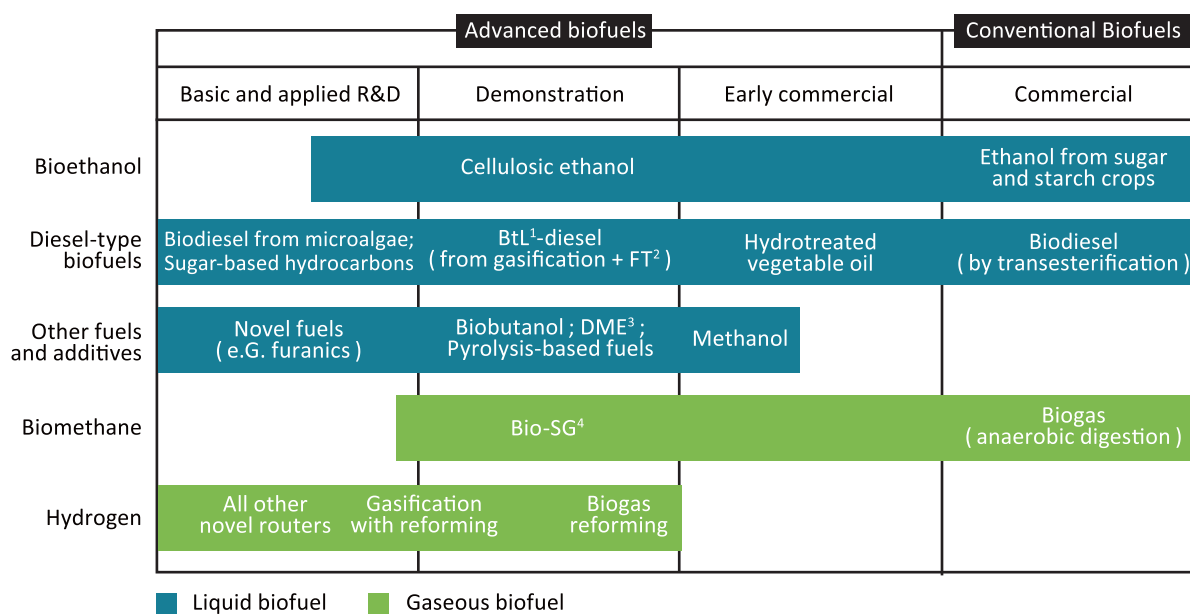 Advanced biofuels
Conventional Biofuels
Basic and applied R&D
Demonstration
Early commercial
Commercial
Bioethanol
Cellulosic ethanol
Ethanol from sugar
and starch crops
Diesel-type
biofuels
Biodiesel from microalgae;
Sugar-based hydrocarbons
BtL¹-diesel
( from gasification + FT² )
Hydrotreated
vegetable oil
Biodiesel
( by transesterification )
Other fuels
and additives
Novel fuels
( e.G. furanics )
Biobutanol ; DME³ ;
Pyrolysis-based fuels
Methanol
Biomethane
Bio-SG⁴
Biogas
( anaerobic digestion )
Hydrogen
All other
novel routers
Gasification
with reforming
Biogas
reforming
Liquid biofuel
Gaseous biofuel